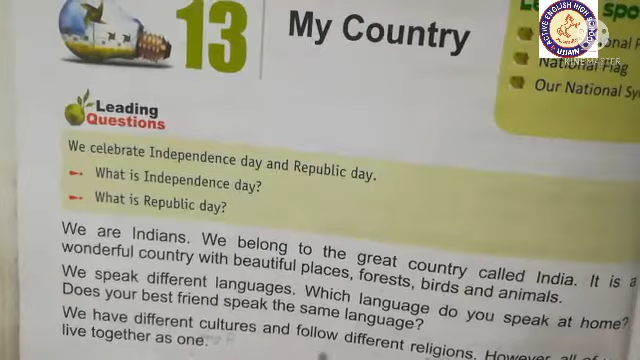 13
My Country
National Flag
Our National
Leading
Questions
We celebrate Independence day and Republic day.
What is Independence day?
What is Republic day?
We are Indians. We belong to the great country called India. It is a
wonderful country with beautiful places, forests, birds and animals.
We speak different languages. Which language do you speak at home?
Does your best friend speak the same language?
We have different cultures and follow different religions. However, all of
live together as one.
KINEMASTER
ACTIVE ENGLISH HIGH